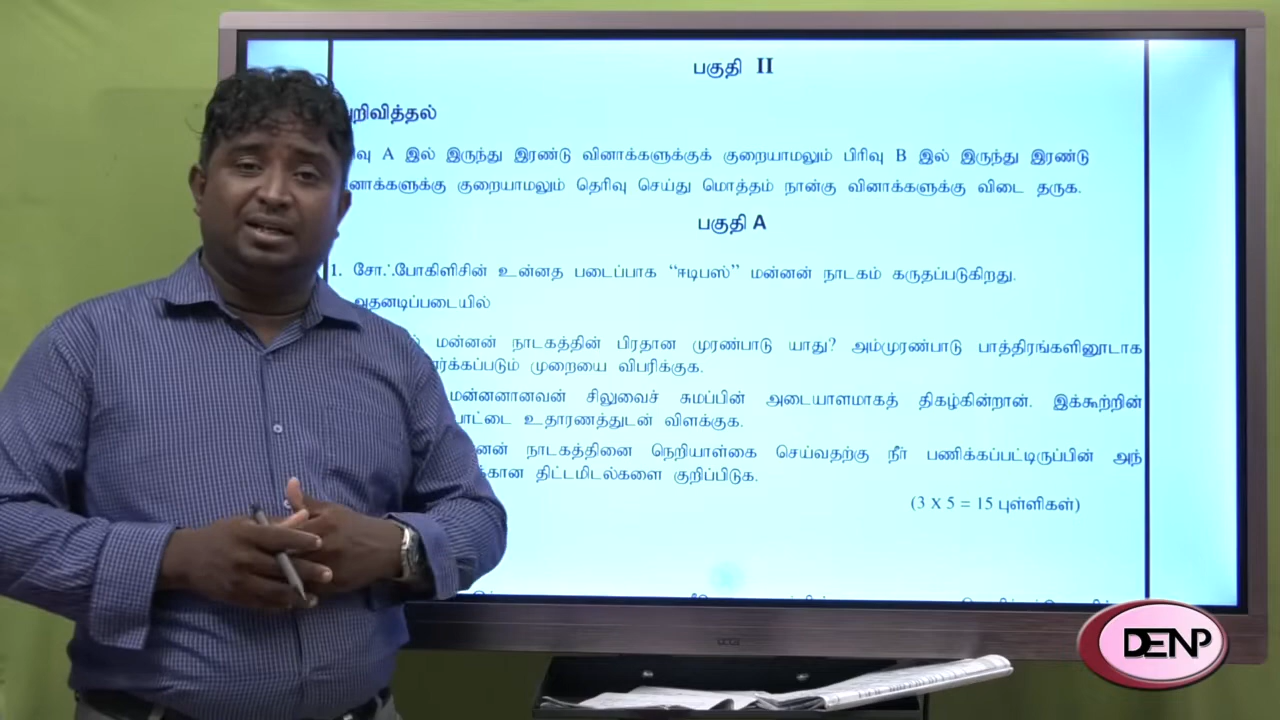 பகுதி II
றிவித்தல்
வு A இல் இருந்து இரண்டு வினாக்களுக்குக் குறையாமலும் பிரிவு B இல் இருந்து இரண்டு
னாக்களுக்கு குறையாமலும் தெரிவு செய்து மொத்தம் நான்கு வினாக்களுக்கு விடை தருக.
பகுதி A
1. சோஃபோகிளிசின் உன்னத படைப்பாக “ஈடிபஸ்” மன்னன் நாடகம் கருதப்படுகிறது.
அதனடிப்படையில்
மன்னன் நாடகத்தின் பிரதான முரண்பாடு யாது? அம்முரண்பாடு பாத்திரங்களினூடாக
ர்க்கப்படும் முறையை விபரிக்குக.
மன்னனானவன் சிலுவைச் சுமப்பின் அடையாளமாகத் திகழ்கின்றான். இக்கூற்றின்
பாட்டை உதாரணத்துடன் விளக்குக.
னன் நாடகத்தினை நெறியாள்கை செய்வதற்கு நீர் பணிக்கப்பட்டிருப்பின் அந்
க்கான திட்டமிடல்களை குறிப்பிடுக.
(3 X 5 = 15 புள்ளிகள்)
DENP